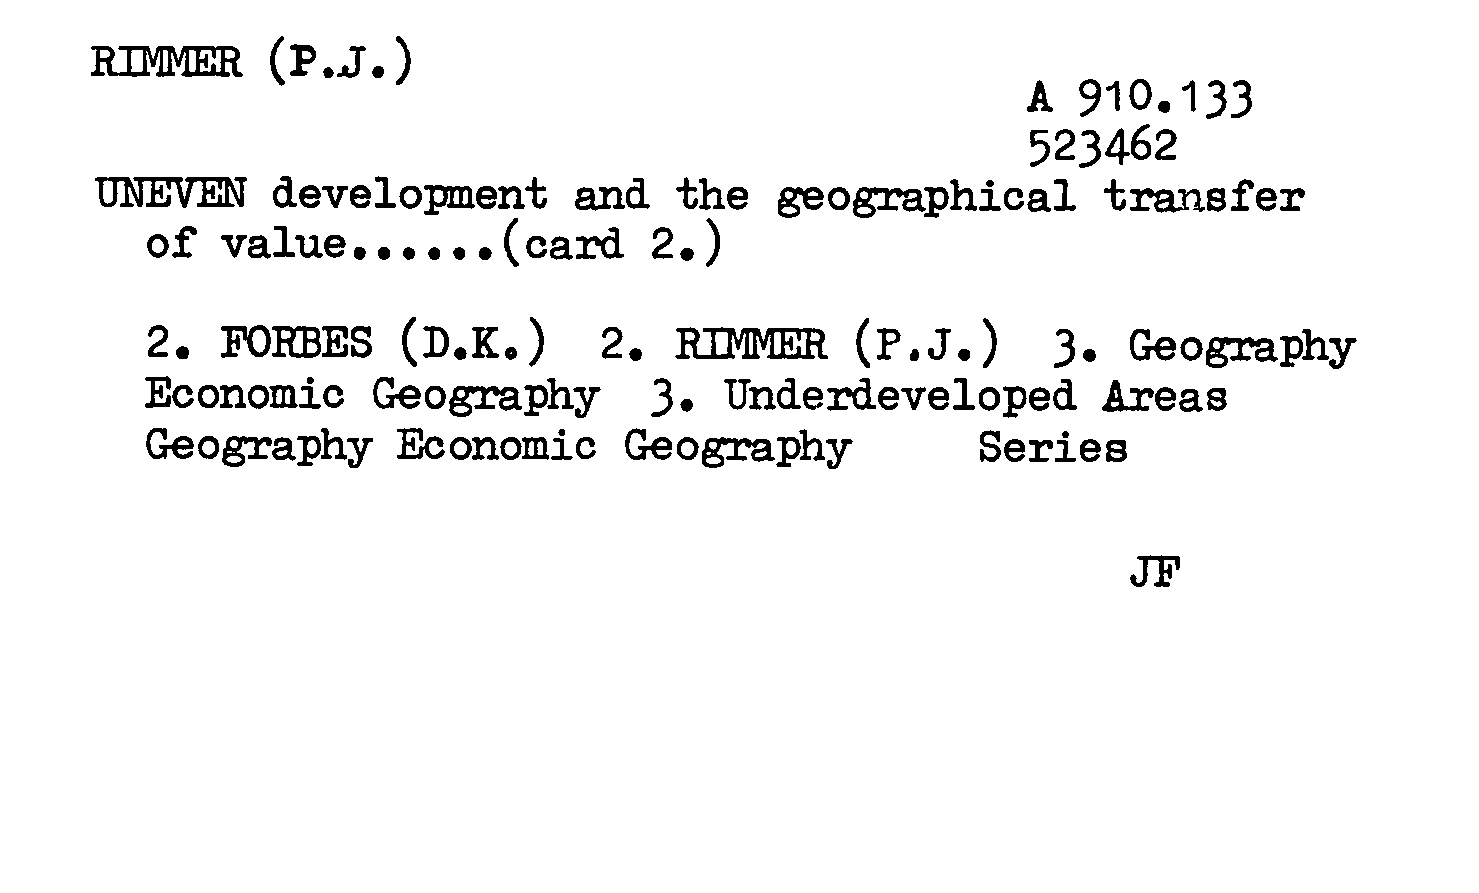 RIMMER (P.J.)
A 910.133
523462
UNEVEN development and the geographical transfer
of value......(card 2.)
2. FORBES (D.K.) 2. RIMMER (P.J.) 3. Geography
Economic Geography 3. Underdeveloped Areas
Geography Economic Geography Series
JF